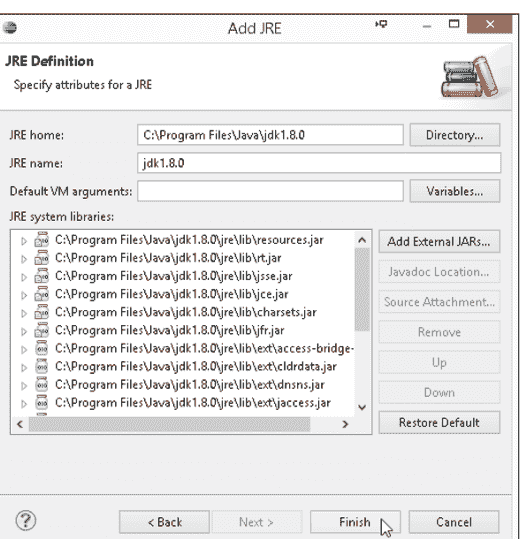 Add JRE
JRE Definition
Specify attributes for a JRE
JRE home: C:\Program Files\Java\jdk1.8.0 Directory...
JRE name: jdk1.8.0
Default VM arguments: Variables...
JRE system libraries:
C:\Program Files\Java\jdk1.8.0\jre\lib\resources.jar
C:\Program Files\Java\jdk1.8.0\jre\lib\rt.jar
C:\Program Files\Java\jdk1.8.0\jre\lib\jsse.jar
C:\Program Files\Java\jdk1.8.0\jre\lib\jce.jar
C:\Program Files\Java\jdk1.8.0\jre\lib\charsets.jar
C:\Program Files\Java\jdk1.8.0\jre\lib\jfr.jar
C:\Program Files\Java\jdk1.8.0\jre\lib\ext\access-bridge-
C:\Program Files\Java\jdk1.8.0\jre\lib\ext\cldrdata.jar
C:\Program Files\Java\jdk1.8.0\jre\lib\ext\dnsns.jar
C:\Program Files\Java\jdk1.8.0\jre\lib\ext\jaccess.jar
Add External JARs...
Javadoc Location...
Source Attachment...
Remove
Up
Down
Restore Default
< Back Next > Finish Cancel